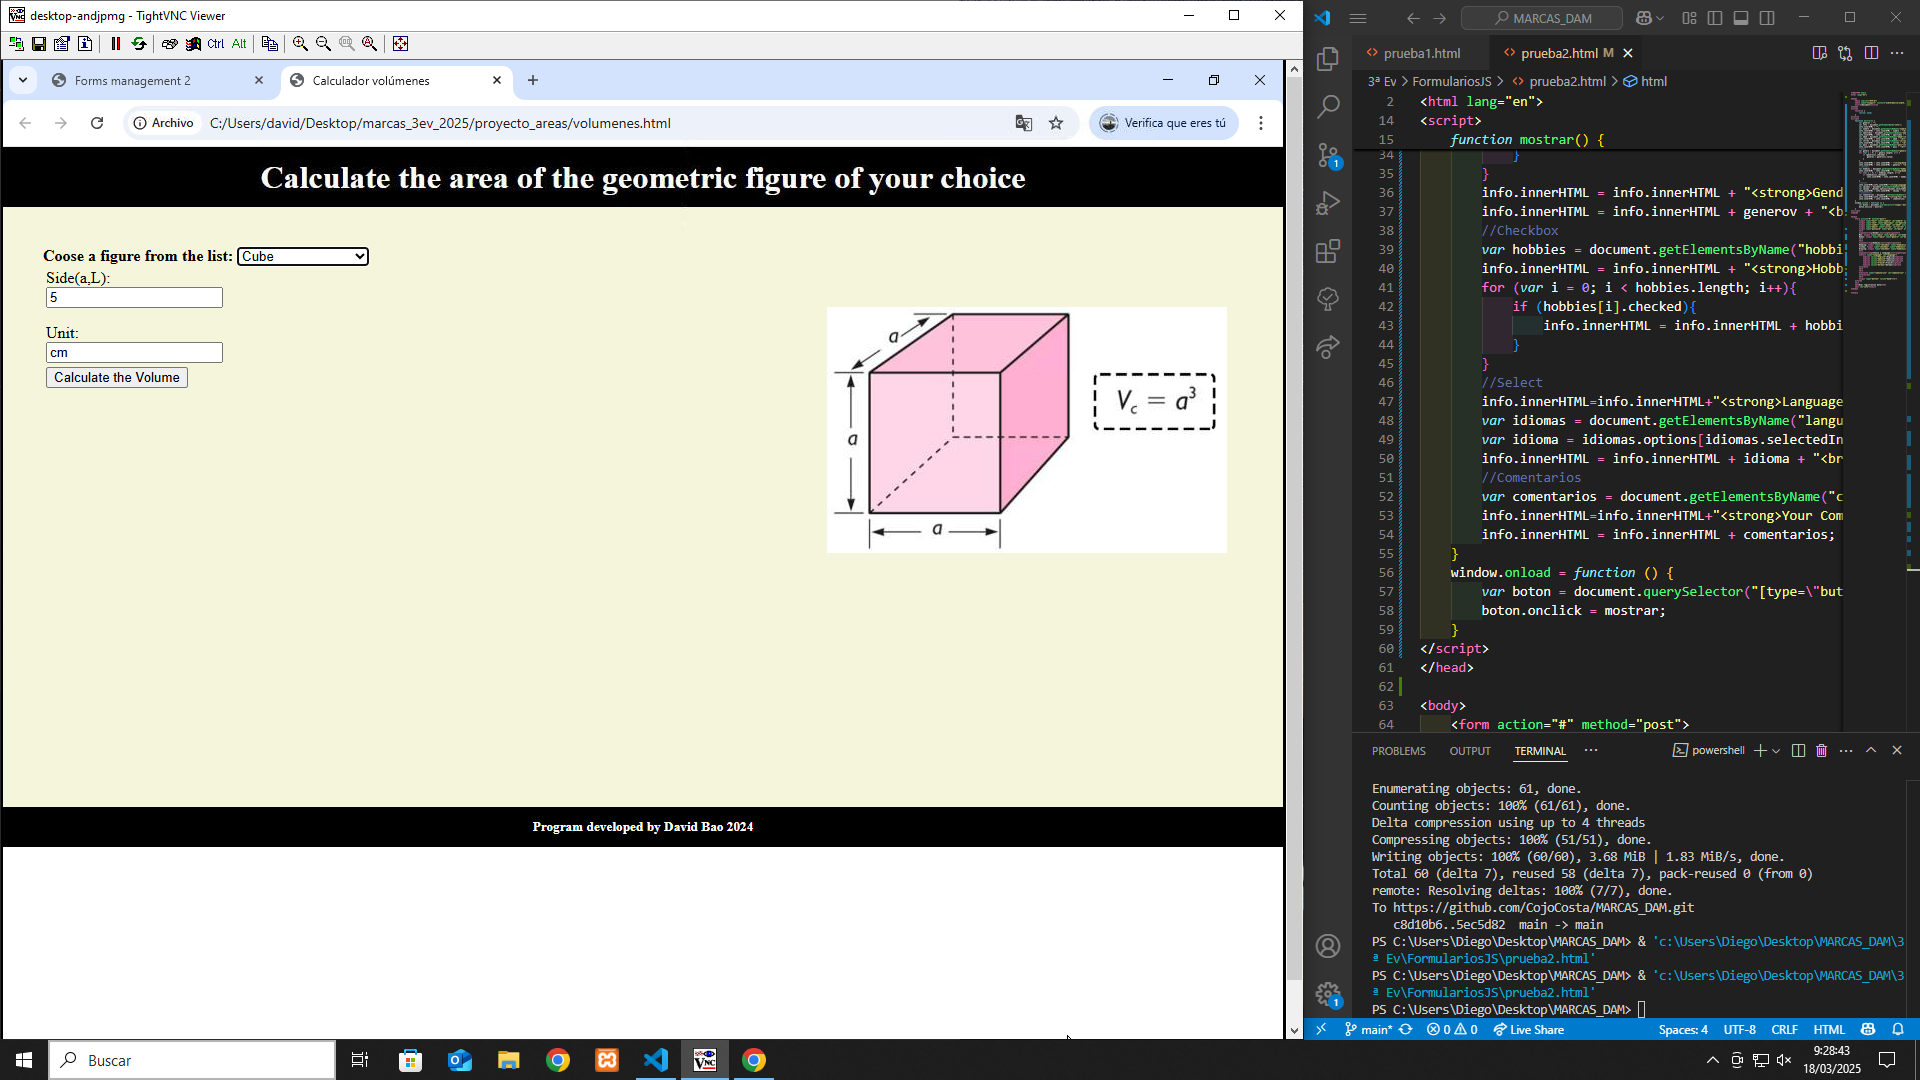 desktop-andjpmg - TightVNC Viewer
Ctrl Alt
Forms management 2
Calculador volúmenes
Archivo
C:/Users/david/Desktop/marcas_3ev_2025/proyecto_areas/volumenes.html
Verifica que eres tú
Calculate the area of the geometric figure of your choice
Coose a figure from the list: Cube
Side(a,L):
5
Unit:
cm
Calculate the Volume
a
a
a
Vc = a³
Program developed by David Bao 2024
MARCAS_DAM
prueba1.html
prueba2.html M
3ª Ev > FormulariosJS > prueba2.html > html
2 <html lang="en">
14 <script>
15 function mostrar() {
34 }
35 }
36 info.innerHTML = info.innerHTML + "<strong>Gend
37 info.innerHTML = info.innerHTML + generov + "<b
38 //Checkbox
39 var hobbies = document.getElementsByName("hobbi
40 info.innerHTML = info.innerHTML + "<strong>Hobb
41 for (var i = 0; i < hobbies.length; i++){
42 if (hobbies[i].checked){
43 info.innerHTML = info.innerHTML + hobbi
44 }
45 }
46 //Select
47 info.innerHTML=info.innerHTML+"<strong>Language
48 var idiomas = document.getElementsByName("langu
49 var idioma = idiomas.options[idiomas.selectedIn
50 info.innerHTML = info.innerHTML + idioma + "<br
51 //Comentarios
52 var comentarios = document.getElementsByName("c
53 info.innerHTML=info.innerHTML+"<strong>Your Com
54 info.innerHTML = info.innerHTML + comentarios;
55 }
56 window.onload = function () {
57 var boton = document.querySelector("[type=\"but
58 boton.onclick = mostrar;
59 }
60 </script>
61 </head>
62
63 <body>
64 <form action="#" method="post">
PROBLEMS OUTPUT TERMINAL powershell
Enumerating objects: 61, done.
Counting objects: 100% (61/61), done.
Delta compression using up to 4 threads
Compressing objects: 100% (51/51), done.
Writing objects: 100% (60/60), 3.68 MiB | 1.83 MiB/s, done.
Total 60 (delta 7), reused 58 (delta 7), pack-reused 0 (from 0)
remote: Resolving deltas: 100% (7/7), done.
To https://github.com/CojoCosta/MARCAS_DAM.git
c8d10b6..5ec5d82 main -> main
PS C:\Users\Diego\Desktop\MARCAS_DAM> & 'c:\Users\Diego\Desktop\MARCAS_DAM\3
ª Ev\FormulariosJS\prueba2.html'
PS C:\Users\Diego\Desktop\MARCAS_DAM> & 'c:\Users\Diego\Desktop\MARCAS_DAM\3
ª Ev\FormulariosJS\prueba2.html'
PS C:\Users\Diego\Desktop\MARCAS_DAM>
1
1
main* 0 0 Live Share Spaces: 4 UTF-8 CRLF HTML
Buscar
9:28:43
18/03/2025